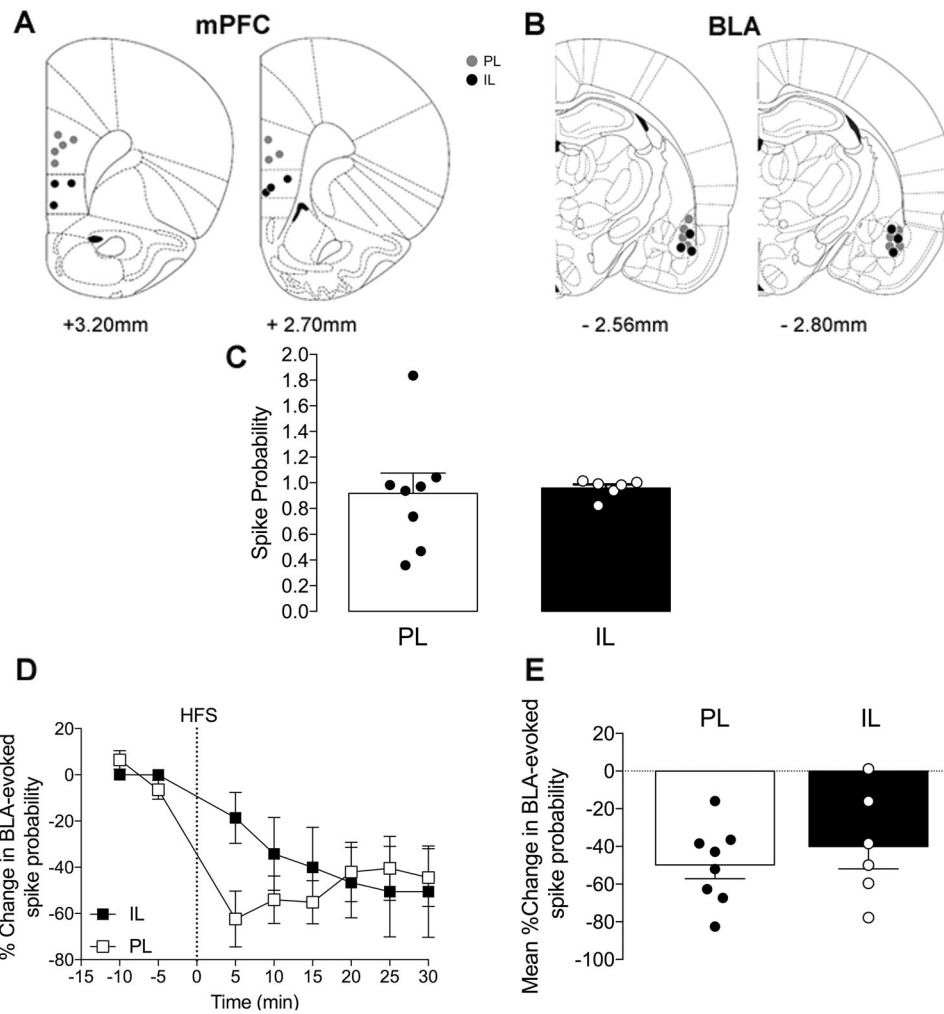 A
mPFC
PL
IL
+3.20mm
+ 2.70mm
B
BLA
- 2.56mm
- 2.80mm
C
Spike Probability
2.0
1.8
1.6
1.4
1.2
1.0
0.8
0.6
0.4
0.2
0.0
PL
IL
D
HFS
% Change in BLA-evoked
spike probability
20
0
-20
-40
-60
-80
IL
PL
-15 -10 -5 0 5 10 15 20 25 30
Time (min)
E
PL
IL
Mean %Change in BLA-evoked
spike probability
20
0
-20
-40
-60
-80
-100